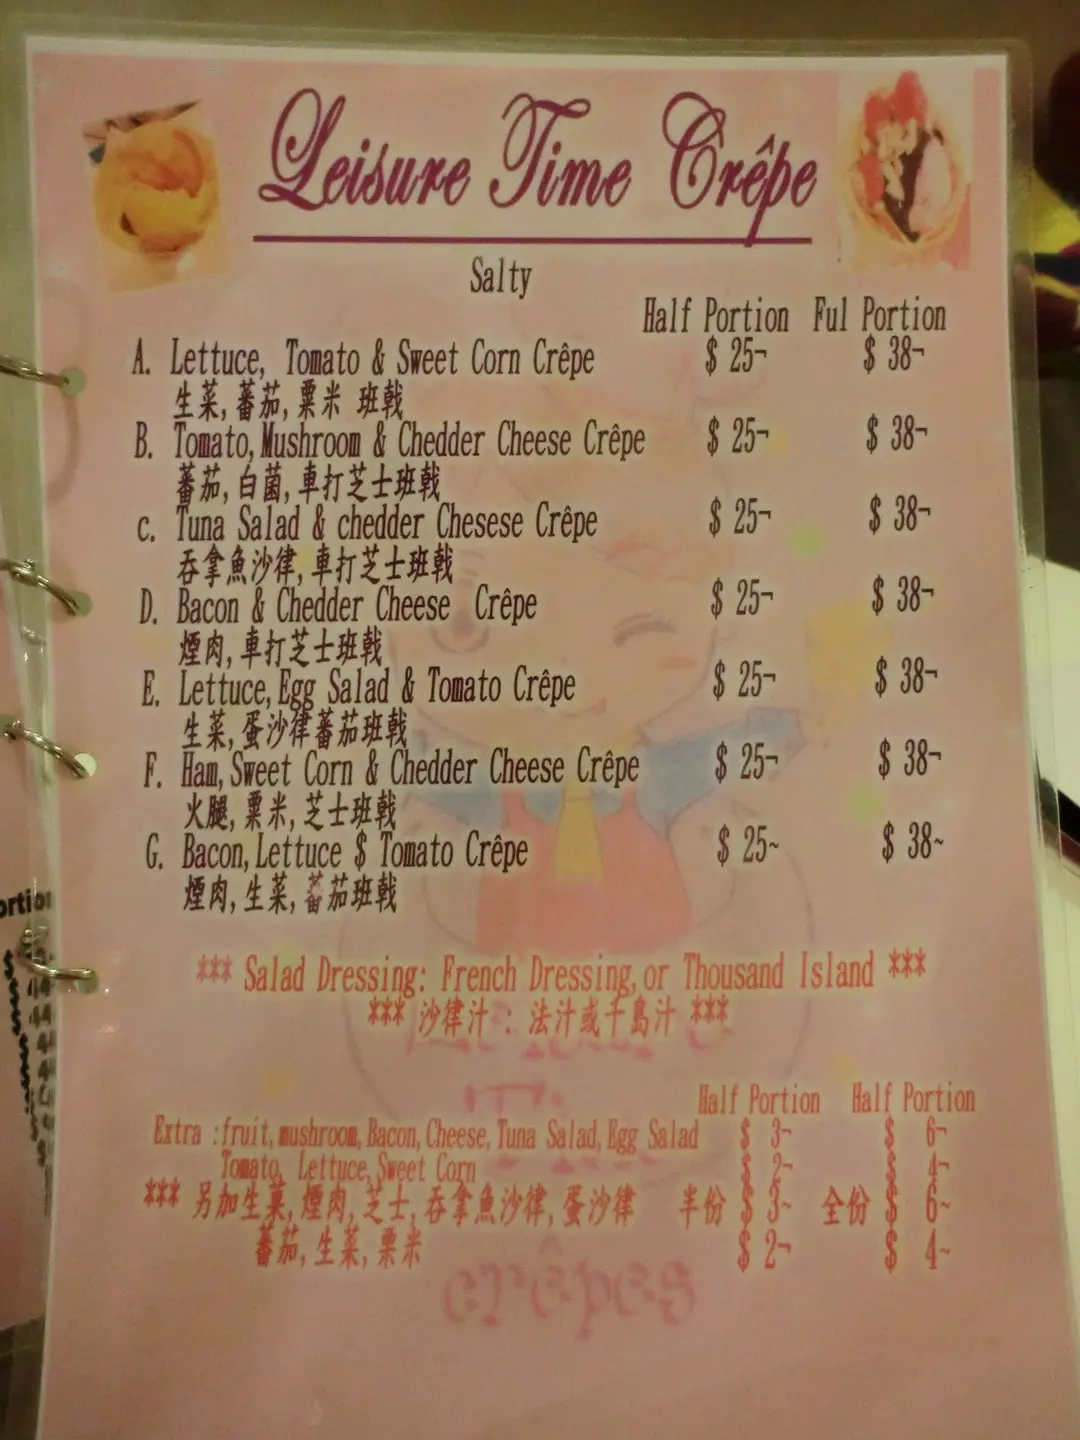 Leisure Time Crêpe
Salty
Half Portion Ful Portion
A. Lettuce, Tomato & Sweet Corn Crêpe $ 25¬ $ 38¬
生菜,蕃茄,粟米 班戟
B. Tomato,Mushroom & Chedder Cheese Crêpe $ 25¬ $ 38¬
蕃茄,白菌,車打芝士班戟
c. Tuna Salad & chedder Chesese Crêpe $ 25¬ $ 38¬
吞拿魚沙律,車打芝士班戟
D. Bacon & Chedder Cheese Crêpe $ 25¬ $ 38¬
煙肉,車打芝士班戟
E. Lettuce,Egg Salad & Tomato Crêpe $ 25¬ $ 38¬
生菜,蛋沙律蕃茄班戟
F. Ham,Sweet Corn & Chedder Cheese Crêpe $ 25¬ $ 38¬
火腿,粟米,芝士班戟
G. Bacon,Lettuce $ Tomato Crêpe $ 25~ $ 38~
煙肉,生菜,蕃茄班戟
*** Salad Dressing: French Dressing,or Thousand Island ***
*** 沙律汁 : 法汁或千島汁 ***
Half Portion Half Portion
Extra :fruit,mushroom,Bacon,Cheese,Tuna Salad,Egg Salad $ 3¬ $ 6¬
Tomato, Lettuce,Sweet Corn $ 2¬ $ 4¬
*** 另加生菓,煙肉,芝士,吞拿魚沙律,蛋沙律 半份 $ 3~ 全份 $ 6~
蕃茄,生菜,粟米 $ 2¬ $ 4~
crêpes